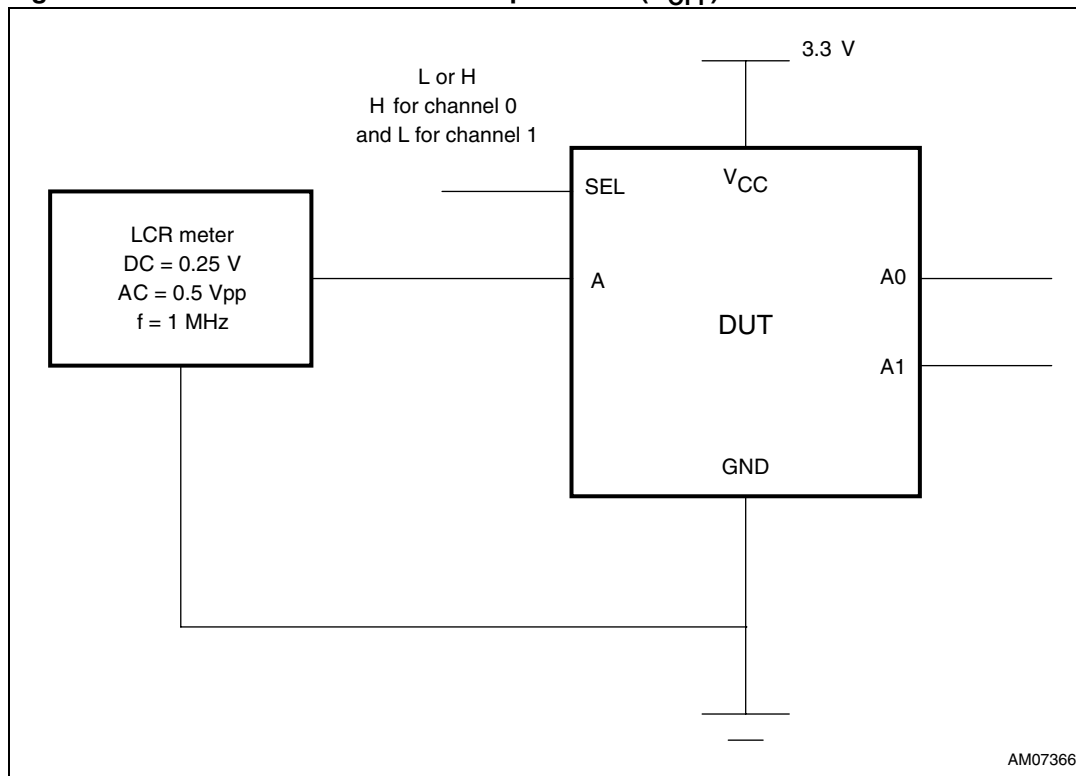 3.3 V
L or H
H for channel 0
and L for channel 1
SEL
VCC
LCR meter
DC = 0.25 V
AC = 0.5 Vpp
f = 1 MHz
A
A0
DUT
A1
GND
AM07366